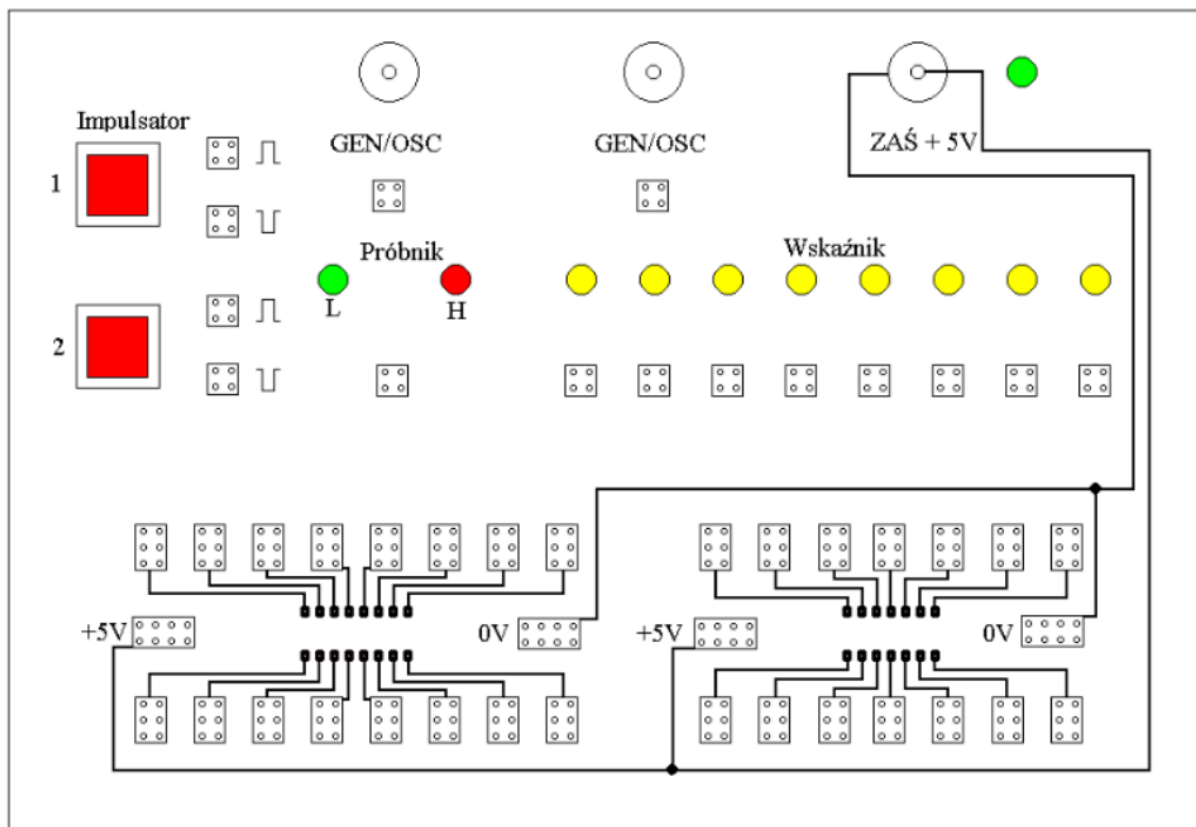 GEN/OSC
GEN/OSC
ZAŚ + 5V
Impulsator
1
Próbnik
Wskaźnik
L
H
2
+5V
0V
+5V
0V